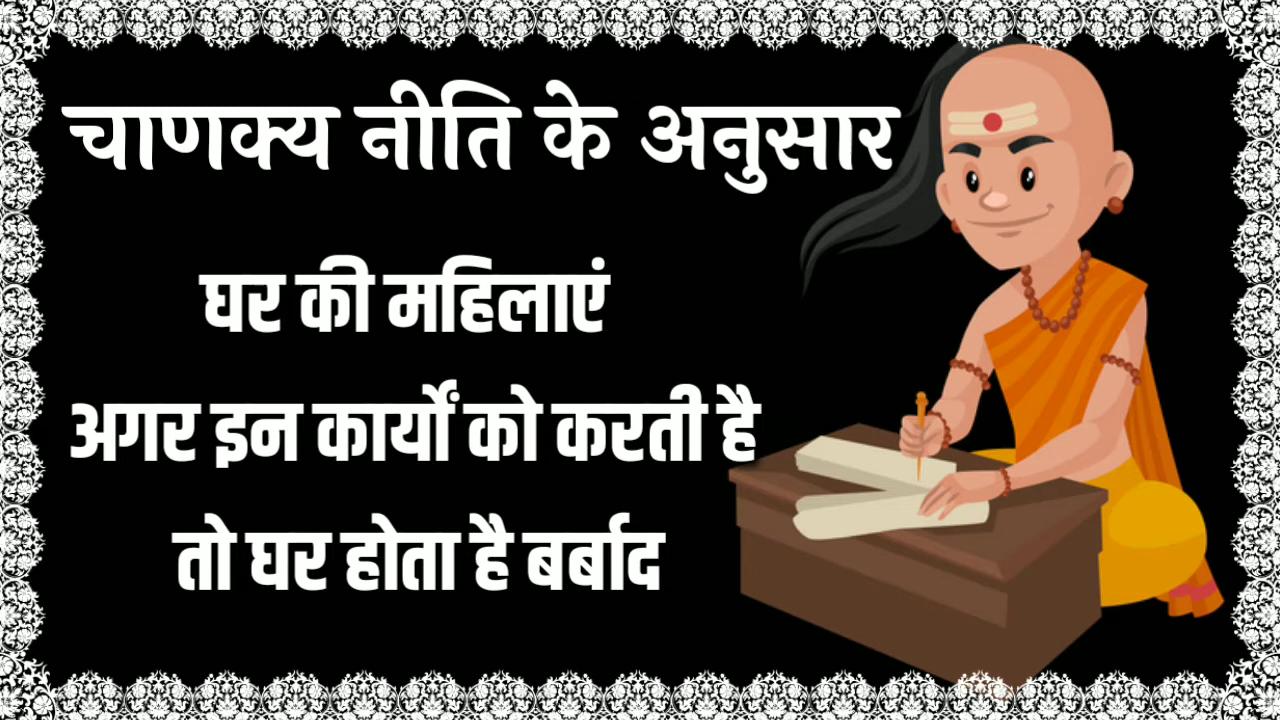 चाणक्य नीति के अनुसार
घर की महिलाएं
अगर इन कार्यों को करती है
तो घर होता है बर्बाद